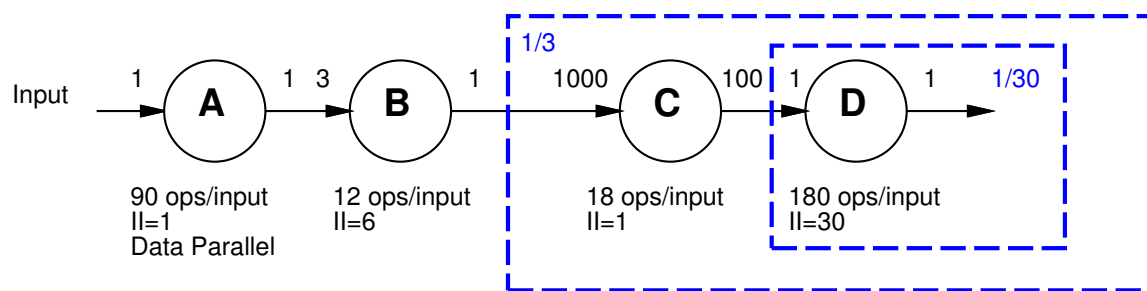 1/3
Input
1
A
1
3
B
1
1000
C
100
1
D
1
1/30
90 ops/input
II=1
Data Parallel
12 ops/input
II=6
18 ops/input
II=1
180 ops/input
II=30